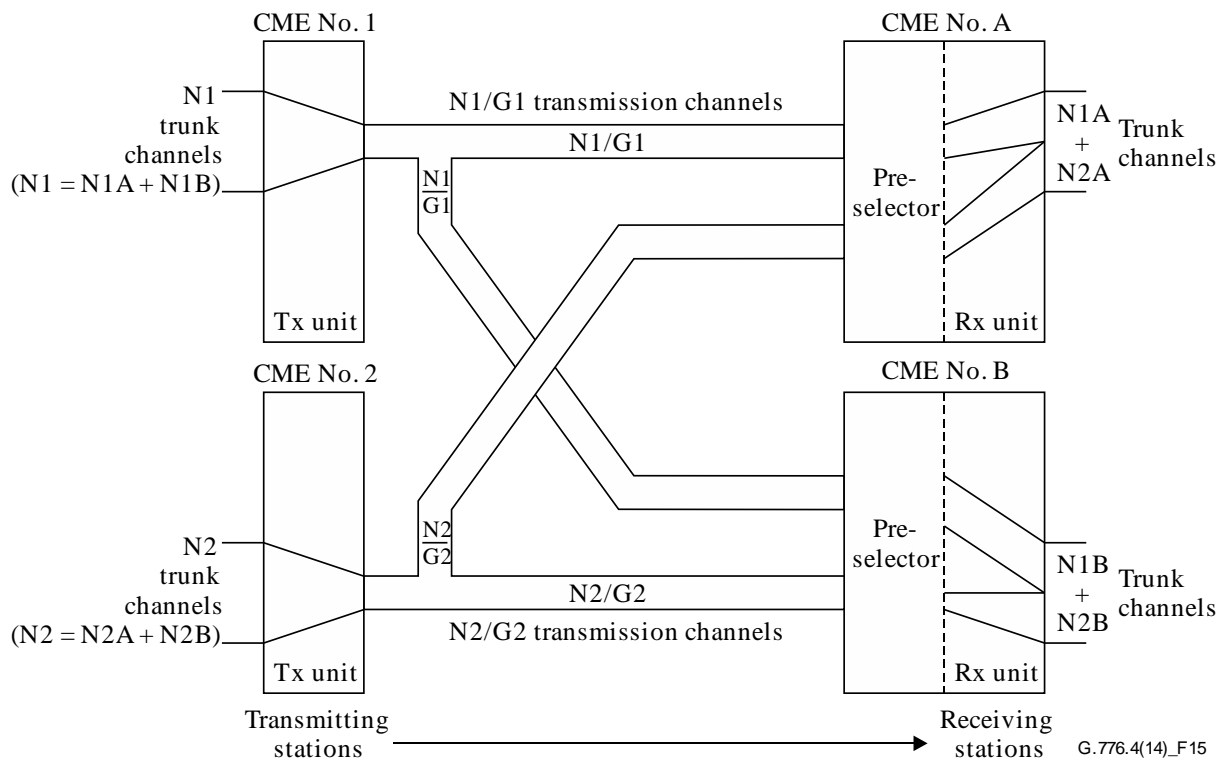 CME No. 1
CME No. A
N1
trunk
channels
(N1 = N1A + N1B)
N1/G1 transmission channels
N1/G1
N1
G1
Pre-
selector
N1A
+
N2A
Trunk
channels
Tx unit
Rx unit
CME No. 2
CME No. B
N2
trunk
channels
(N2 = N2A + N2B)
N2
G2
N2/G2
N2/G2 transmission channels
Pre-
selector
N1B
+
N2B
Trunk
channels
Tx unit
Rx unit
Transmitting
stations
Receiving
stations
G.776.4(14)_F15